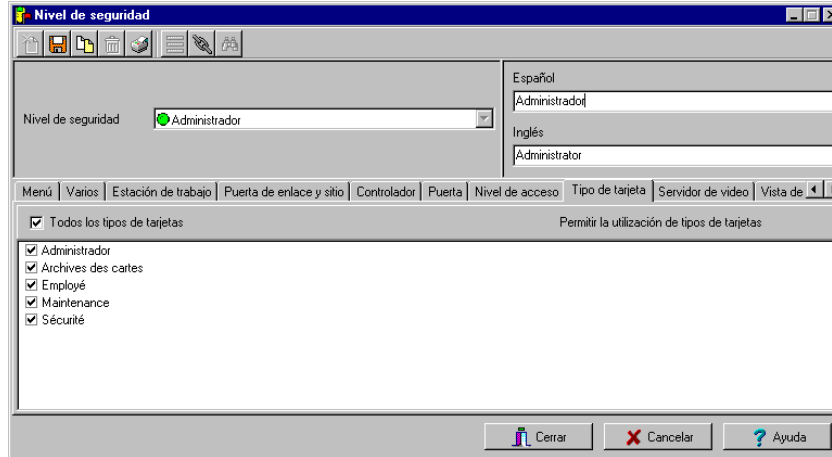 Nivel de seguridad
Español
Administrador
Nivel de seguridad
Administrador
Inglés
Administrator
Menú
Varios
Estación de trabajo
Puerta de enlace y sitio
Controlador
Puerta
Nivel de acceso
Tipo de tarjeta
Servidor de video
Vista de
Todos los tipos de tarjetas
Permitir la utilización de tipos de tarjetas
Administrador
Archives des cartes
Employé
Maintenance
Sécurité
Cerrar
Cancelar
Ayuda